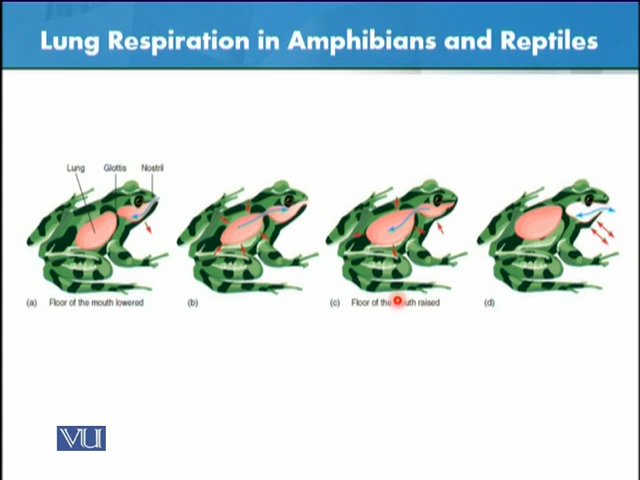 Lung Respiration in Amphibians and Reptiles
Lung Glottis Nostril
(a) Floor of the mouth lowered
(b)
(c) Floor of the uth raised
(d)
VU